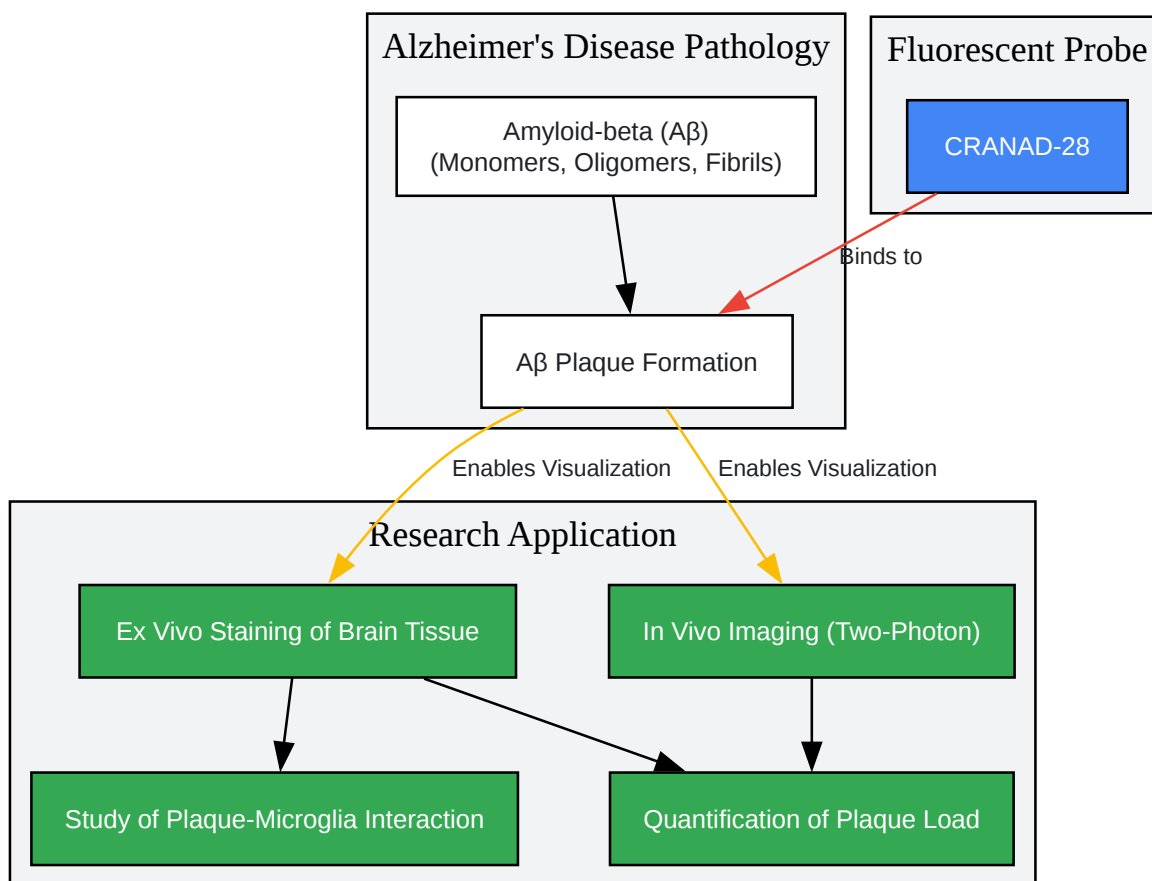 Alzheimer's Disease Pathology
Fluorescent Probe
Amyloid-beta (Aβ)
(Monomers, Oligomers, Fibrils)
CRANAD-28
Binds to
Aβ Plaque Formation
Enables Visualization
Enables Visualization
Research Application
Ex Vivo Staining of Brain Tissue
In Vivo Imaging (Two-Photon)
Study of Plaque-Microglia Interaction
Quantification of Plaque Load